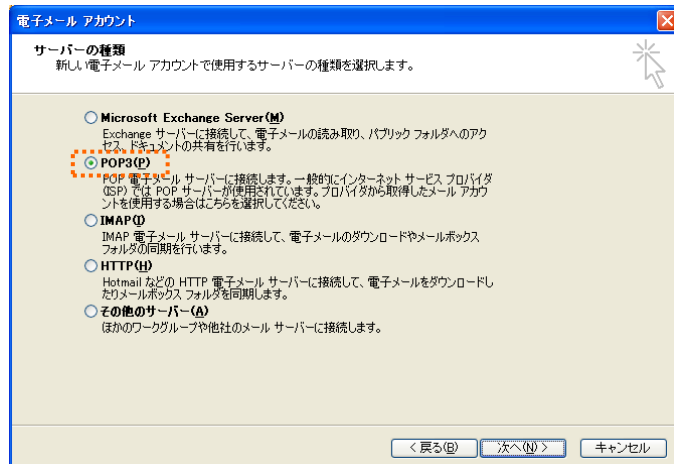 電子メール アカウント
サーバーの種類
新しい電子メール アカウントで使用するサーバーの種類を選択します。
Microsoft Exchange Server(M)
Exchange サーバーに接続して、電子メールの読み取り、パブリック フォルダへのアク
セス、ドキュメントの共有を行います。
POP3(P)
POP 電子メール サーバーに接続します。一般的にインターネット サービス プロバイダ
(ISP) では POP サーバーが使用されています。プロバイダから取得したメール アカウ
ントを使用する場合はこちらを選択してください。
IMAP(I)
IMAP 電子メール サーバーに接続して、電子メールのダウンロードやメールボックス
フォルダの同期を行います。
HTTP(H)
Hotmail などの HTTP 電子メール サーバーに接続して、電子メールをダウンロードし
たりメールボックス フォルダを同期します。
その他のサーバー(A)
ほかのワークグループや他社のメール サーバーに接続します。
< 戻る(B) 次へ(N) > キャンセル